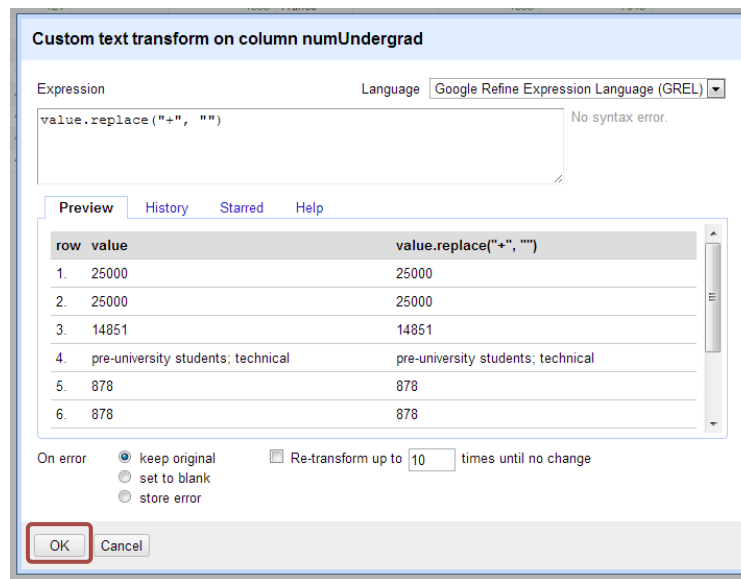 Custom text transform on column numUndergrad
Expression Language Google Refine Expression Language (GREL)
value.replace("+", "") No syntax error.
Preview History Starred Help
row value value.replace("+", "")
1. 25000 25000
2. 25000 25000
3. 14851 14851
4. pre-university students; technical pre-university students; technical
5. 878 878
6. 878 878
On error keep original Re-transform up to 10 times until no change
set to blank
store error
OK Cancel